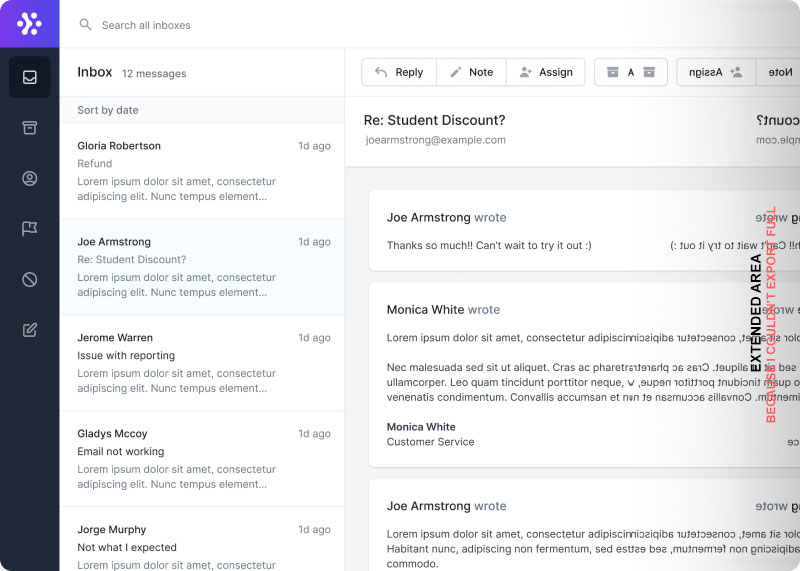 Search all inboxes
Inbox 12 messages
Sort by date
Gloria Robertson 1d ago
Refund
Lorem ipsum dolor sit amet, consectetur
adipiscing elit. Nunc tempus element...
Joe Armstrong 1d ago
Re: Student Discount?
Lorem ipsum dolor sit amet, consectetur
adipiscing elit. Nunc tempus element...
Jerome Warren 1d ago
Issue with reporting
Lorem ipsum dolor sit amet, consectetur
adipiscing elit. Nunc tempus element...
Gladys Mccoy 1d ago
Email not working
Lorem ipsum dolor sit amet, consectetur
adipiscing elit. Nunc tempus element...
Jorge Murphy 1d ago
Not what I expected
Lorem ipsum dolor sit amet, consectetur
Reply Note Assign A Assign Note
Re: Student Discount?
joearmstrong@example.com
Joe Armstrong wrote
Thanks so much!! Can't wait to try it out :)
Monica White wrote
Lorem ipsum dolor sit amet, consectetur
Nec malesuada sed sit ut aliquet. Cras ac
ullamcorper. Leo quam tincidunt porttitor neque,
venenatis condimentum. Convallis accumsan et
Monica White
Customer Service
Joe Armstrong wrote
Lorem ipsum dolor sit amet, consectetur
Habitant nunc, adipiscing non fermentum, sed
commodo.
EXTENDED AREA
BECAUSE I COULDN'T EXPORT FULL